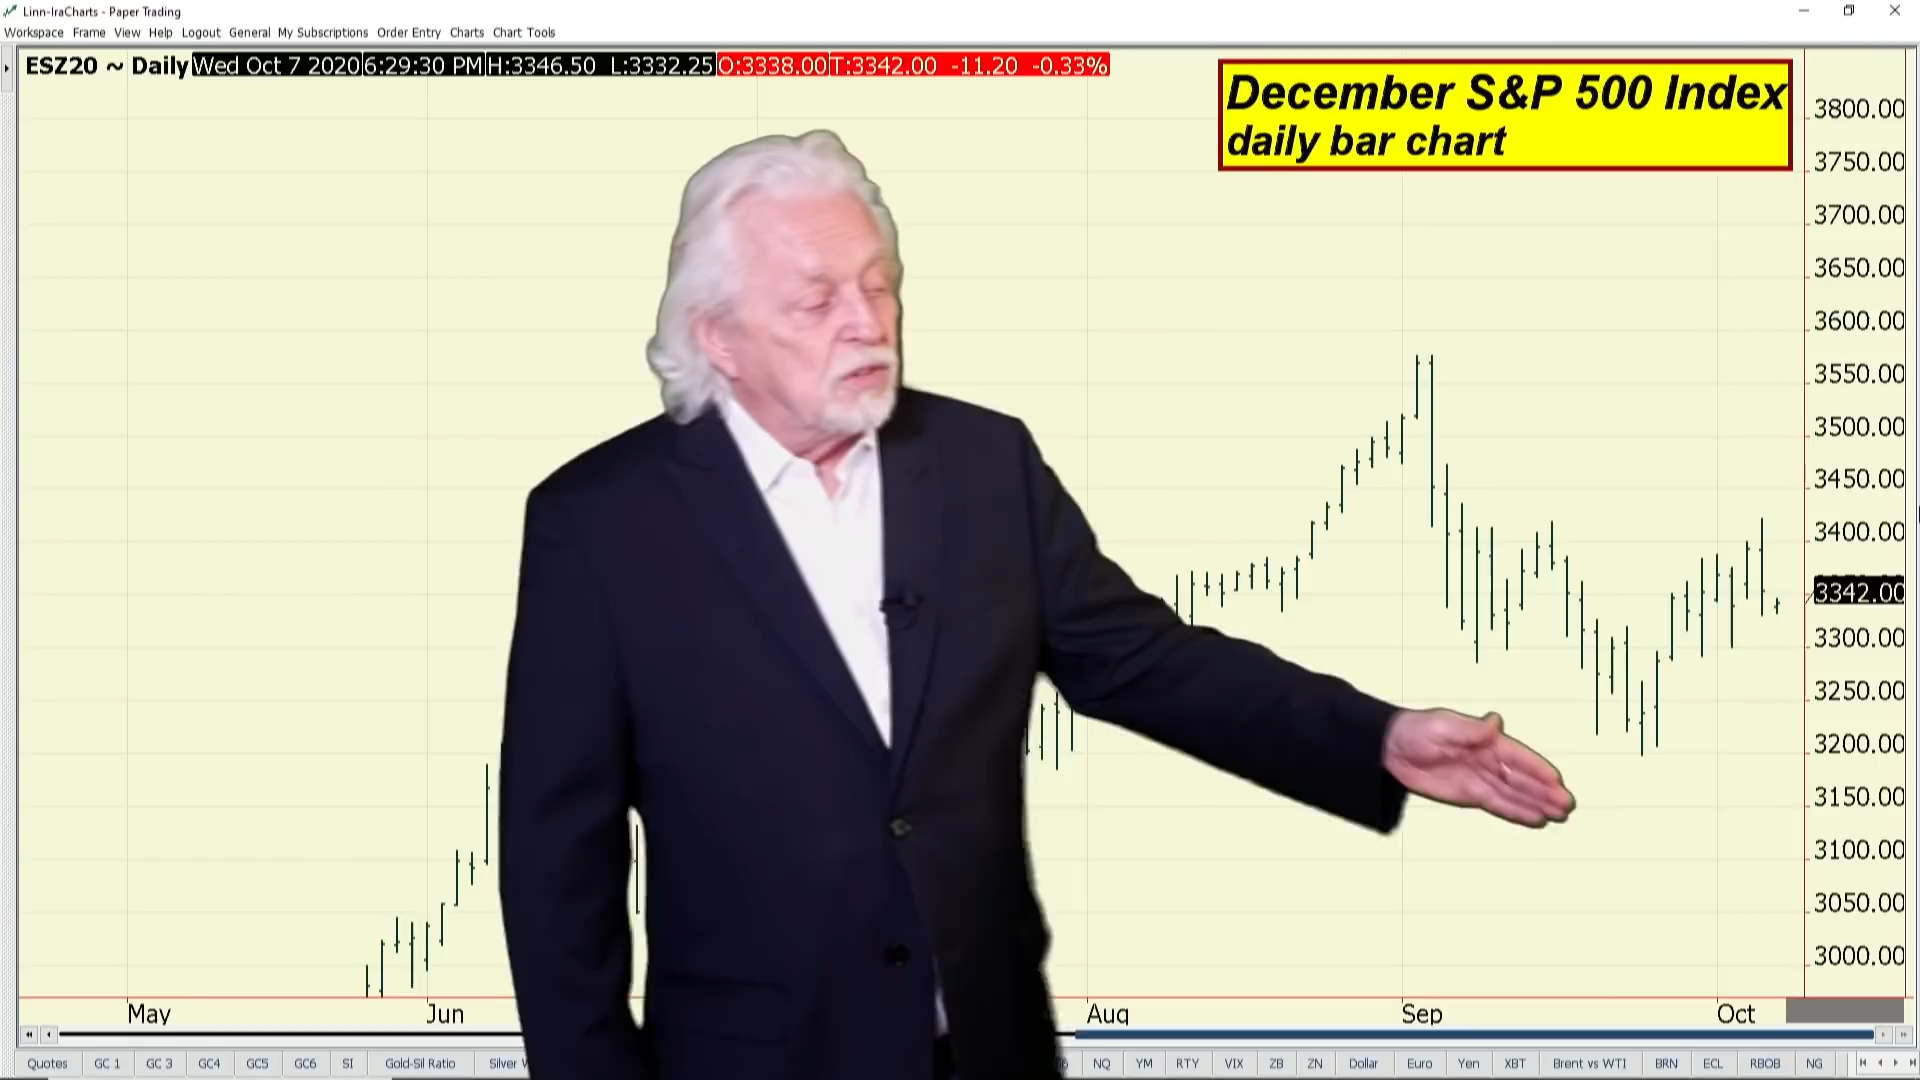 Linn-IraCharts - Paper Trading
Workspace Frame View Help Logout General My Subscriptions Order Entry Charts Chart Tools
ESZ20 ~ Daily Wed Oct 7 2020 6:29:30 PM H:3346.50 L:3332.25 O:3338.00 T:3342.00 -11.20 -0.33%
December S&P 500 Index
daily bar chart
3800.00
3750.00
3700.00
3650.00
3600.00
3550.00
3500.00
3450.00
3400.00
3342.00
3300.00
3250.00
3200.00
3150.00
3100.00
3050.00
3000.00
May Jun Aug Sep Oct
Quotes GC 1 GC 3 GC4 GC5 GC6 SI Gold-Sil Ratio Silver NQ YM RTY VIX ZB ZN Dollar Euro Yen XBT Brent vs WTI BRN ECL RBOB NG